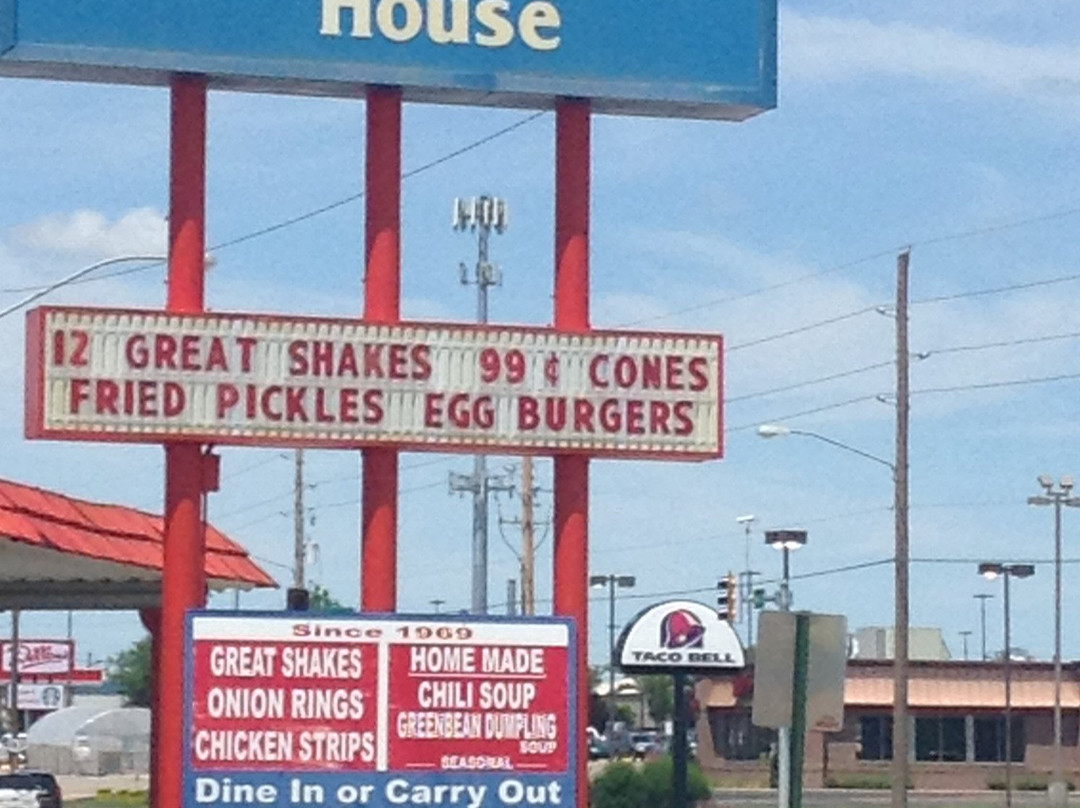 House
12 GREAT SHAKES 99 ¢ CONES
FRIED PICKLES EGG BURGERS
Since 1969
GREAT SHAKES
ONION RINGS
CHICKEN STRIPS
HOME MADE
CHILI SOUP
GREENBEAN DUMPLING
SOUP
SEASONAL
Dine In or Carry Out
TACO BELL